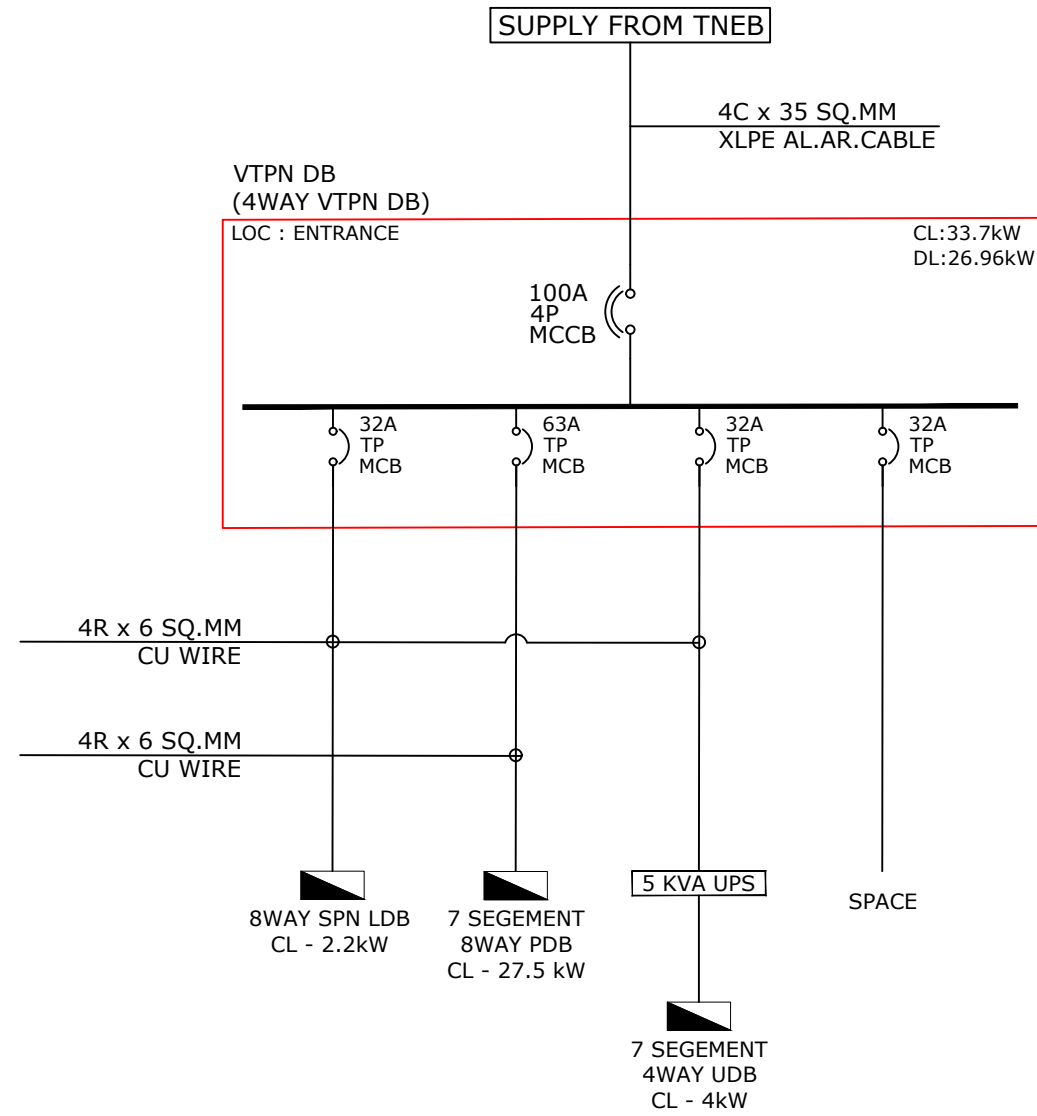 SUPPLY FROM TNEB
4C x 35 SQ.MM
XLPE AL.AR.CABLE
VTPN DB
(4WAY VTPN DB)
LOC : ENTRANCE
CL:33.7kW
DL:26.96kW
100A
4P
MCCB
32A
TP
MCB
63A
TP
MCB
32A
TP
MCB
32A
TP
MCB
4R x 6 SQ.MM
CU WIRE
4R x 6 SQ.MM
CU WIRE
8WAY SPN LDB
CL - 2.2kW
7 SEGEMENT
8WAY PDB
CL - 27.5 kW
5 KVA UPS
SPACE
7 SEGEMENT
4WAY UDB
CL - 4kW